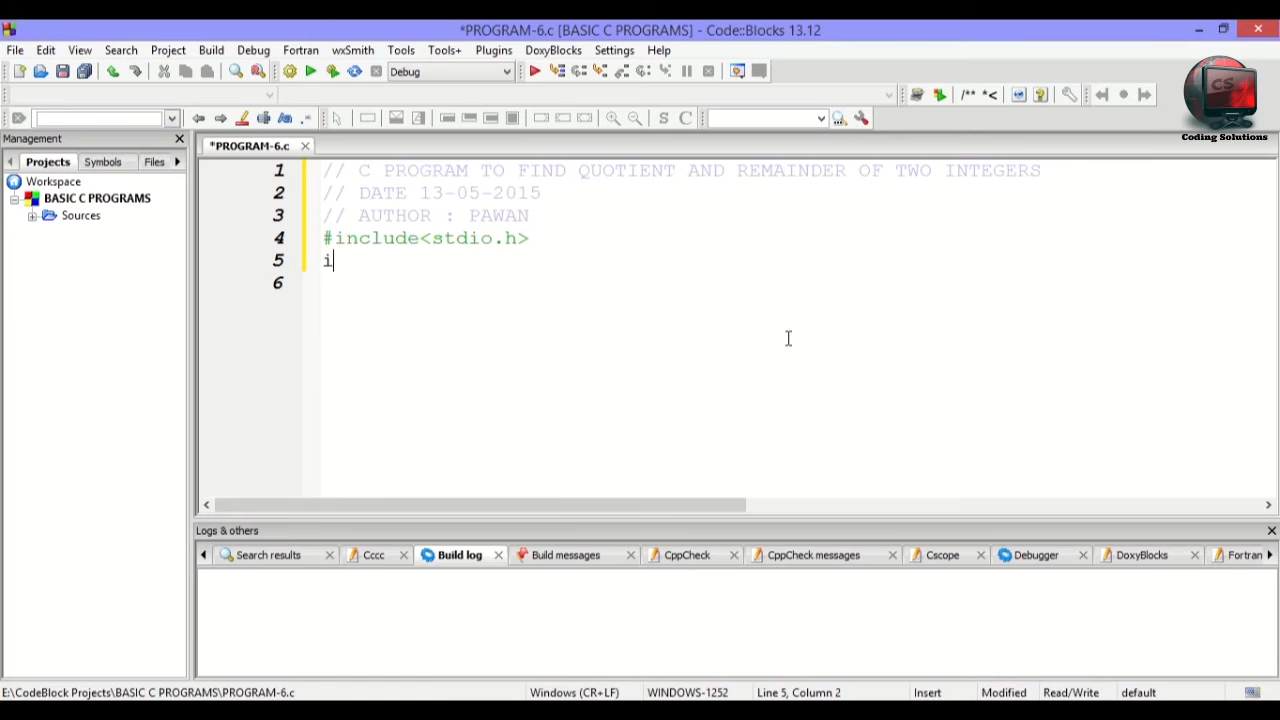 *PROGRAM-6.c [BASIC C PROGRAMS] - Code::Blocks 13.12
File Edit View Search Project Build Debug Fortran wxSmith Tools Tools+ Plugins DoxyBlocks Settings Help
Debug
/** *<
.* S C
CS
Coding Solutions
Management
*PROGRAM-6.c
Projects Symbols Files
Workspace
BASIC C PROGRAMS
Sources
1 // C PROGRAM TO FIND QUOTIENT AND REMAINDER OF TWO INTEGERS
2 // DATE 13-05-2015
3 // AUTHOR : PAWAN
4 #include<stdio.h>
5 i
6
Logs & others
Search results Cccc Build log Build messages CppCheck CppCheck messages Cscope Debugger DoxyBlocks Fortran
E:\CodeBlock Projects\BASIC C PROGRAMS\PROGRAM-6.c Windows (CR+LF) WINDOWS-1252 Line 5, Column 2 Insert Modified Read/Write default